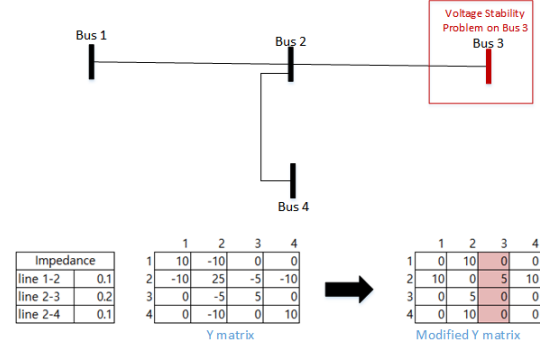 Voltage Stability
Problem on Bus 3
Bus 1
Bus 2
Bus 3
Bus 4
Impedance
line 1-2 0.1
line 2-3 0.2
line 2-4 0.1
1 2 3 4
1 10 -10 0 0
2 -10 25 -5 -10
3 0 -5 5 0
4 0 -10 0 10
Y matrix
1 2 3 4
1 0 10 0 0
2 10 0 5 10
3 0 5 0 0
4 0 10 0 0
Modified Y matrix